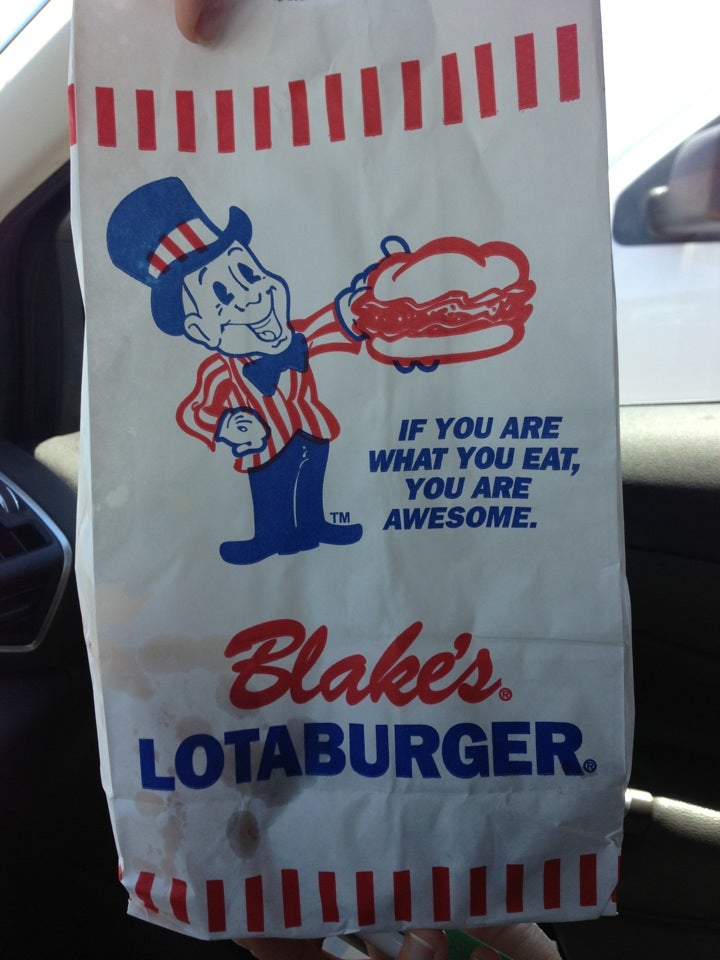 IF YOU ARE
WHAT YOU EAT,
YOU ARE
AWESOME.
TM
Blake's®
LOTABURGER®